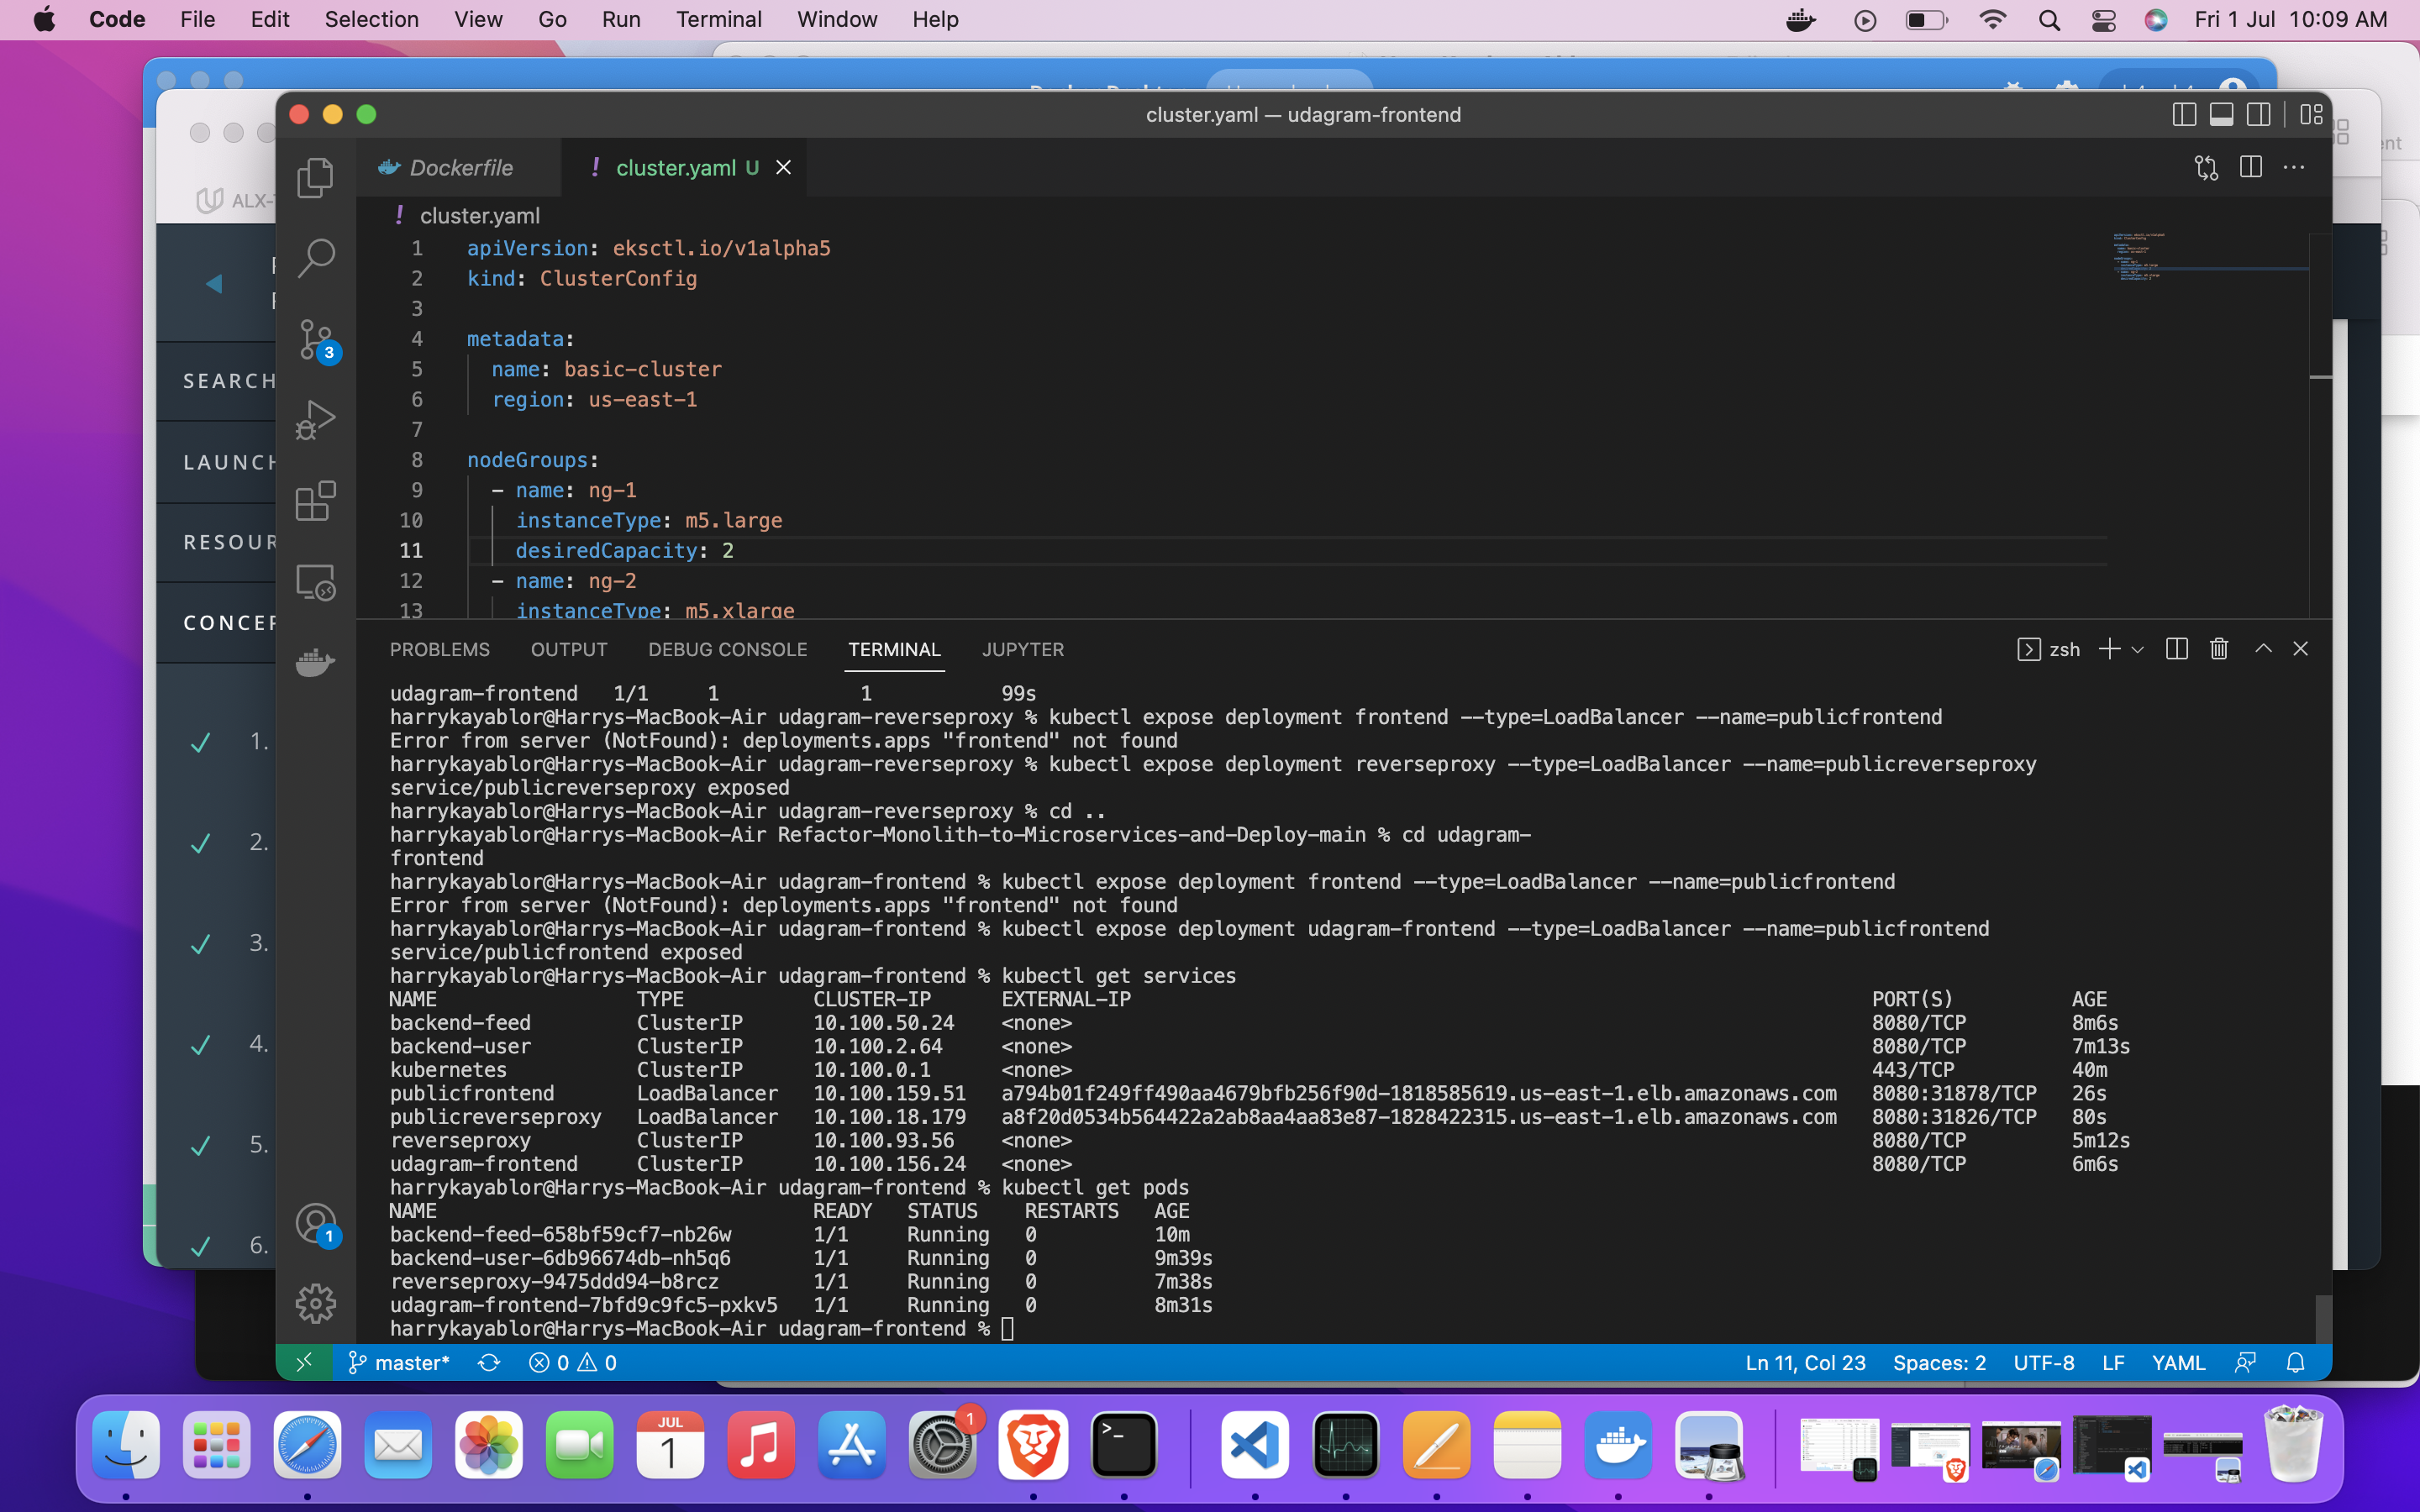 Code File Edit Selection View Go Run Terminal Window Help Fri 1 Jul 10:09 AM
cluster.yaml — udagram-frontend
Dockerfile ! cluster.yaml U
! cluster.yaml
ALX-
1 apiVersion: eksctl.io/v1alpha5
2 kind: ClusterConfig
3
4 metadata:
5 name: basic-cluster
6 region: us-east-1
7
8 nodeGroups:
9 - name: ng-1
10 instanceType: m5.large
11 desiredCapacity: 2
12 - name: ng-2
13 instanceType: m5.xlarge
3
SEARCH
LAUNCH
RESOUR
CONCEP
1.
2.
3.
4.
5.
6.
1
PROBLEMS OUTPUT DEBUG CONSOLE TERMINAL JUPYTER zsh
udagram-frontend 1/1 1 1 99s
harrykayablor@Harrys-MacBook-Air udagram-reverseproxy % kubectl expose deployment frontend --type=LoadBalancer --name=publicfrontend
Error from server (NotFound): deployments.apps "frontend" not found
harrykayablor@Harrys-MacBook-Air udagram-reverseproxy % kubectl expose deployment reverseproxy --type=LoadBalancer --name=publicreverseproxy
service/publicreverseproxy exposed
harrykayablor@Harrys-MacBook-Air udagram-reverseproxy % cd ..
harrykayablor@Harrys-MacBook-Air Refactor-Monolith-to-Microservices-and-Deploy-main % cd udagram-
frontend
harrykayablor@Harrys-MacBook-Air udagram-frontend % kubectl expose deployment frontend --type=LoadBalancer --name=publicfrontend
Error from server (NotFound): deployments.apps "frontend" not found
harrykayablor@Harrys-MacBook-Air udagram-frontend % kubectl expose deployment udagram-frontend --type=LoadBalancer --name=publicfrontend
service/publicfrontend exposed
harrykayablor@Harrys-MacBook-Air udagram-frontend % kubectl get services
NAME TYPE CLUSTER-IP EXTERNAL-IP PORT(S) AGE
backend-feed ClusterIP 10.100.50.24 <none> 8080/TCP 8m6s
backend-user ClusterIP 10.100.2.64 <none> 8080/TCP 7m13s
kubernetes ClusterIP 10.100.0.1 <none> 443/TCP 40m
publicfrontend LoadBalancer 10.100.159.51 a794b01f249ff490aa4679bfb256f90d-1818585619.us-east-1.elb.amazonaws.com 8080:31878/TCP 26s
publicreverseproxy LoadBalancer 10.100.18.179 a8f20d0534b564422a2ab8aa4aa83e87-1828422315.us-east-1.elb.amazonaws.com 8080:31826/TCP 80s
reverseproxy ClusterIP 10.100.93.56 <none> 8080/TCP 5m12s
udagram-frontend ClusterIP 10.100.156.24 <none> 8080/TCP 6m6s
harrykayablor@Harrys-MacBook-Air udagram-frontend % kubectl get pods
NAME READY STATUS RESTARTS AGE
backend-feed-658bf59cf7-nb26w 1/1 Running 0 10m
backend-user-6db96674db-nh5q6 1/1 Running 0 9m39s
reverseproxy-9475ddd94-b8rcz 1/1 Running 0 7m38s
udagram-frontend-7bfd9c9fc5-pxkv5 1/1 Running 0 8m31s
harrykayablor@Harrys-MacBook-Air udagram-frontend %
master* 0 0 Ln 11, Col 23 Spaces: 2 UTF-8 LF YAML
JUL
1
1